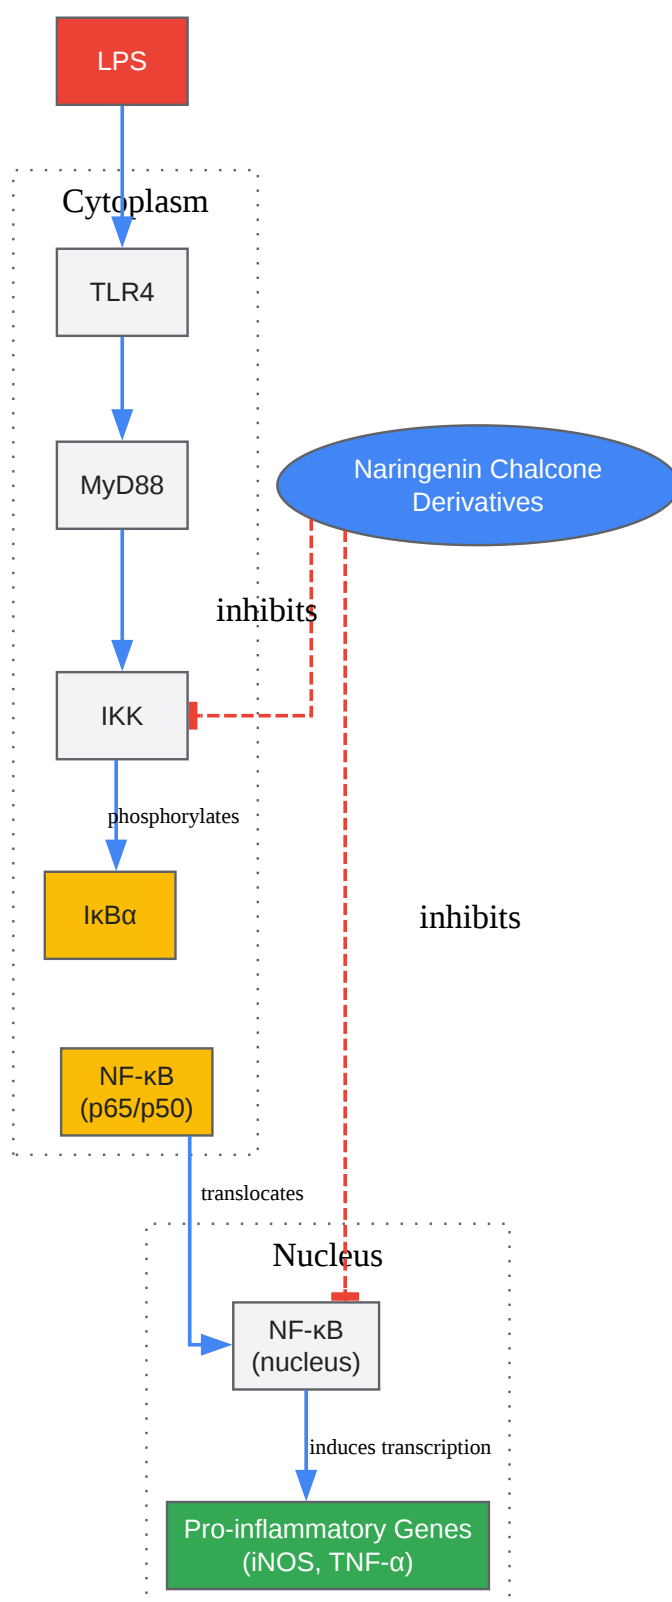 LPS
Cytoplasm
TLR4
MyD88
Naringenin Chalcone
Derivatives
inhibits
IKK
phosphorylates
IκBα
inhibits
NF-κB
(p65/p50)
translocates
Nucleus
NF-κB
(nucleus)
induces transcription
Pro-inflammatory Genes
(iNOS, TNF-α)